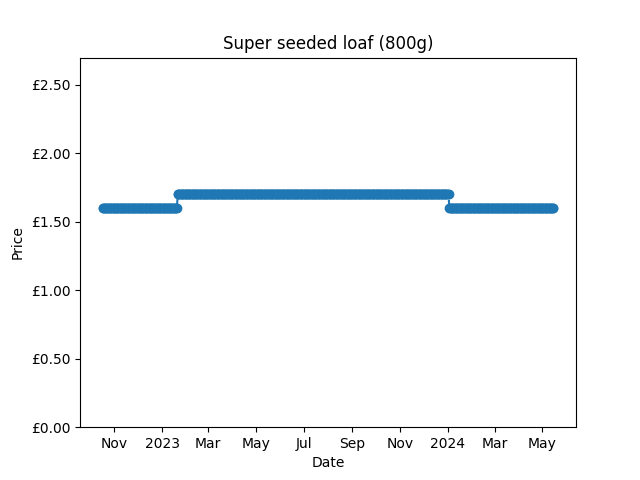 Super seeded loaf (800g)
£2.50
£2.00
£1.50
£1.00
£0.50
£0.00
Price
Nov 2023 Mar May Jul Sep Nov 2024 Mar May
Date